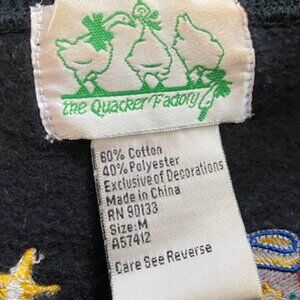 the Quacker Factory
60% Cotton
40% Polyester
Exclusive of Decorations
Made in China
RN 90133
Size: M
A57412
Care See Reverse